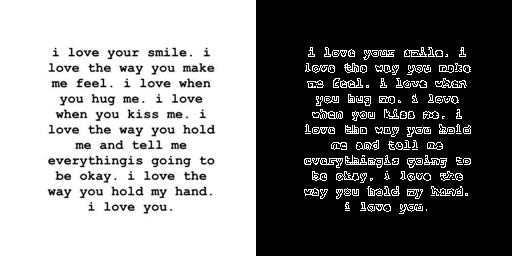 i love your smile. i
love the way you make
me feel. i love when
you hug me. i love
when you kiss me. i
love the way you hold
me and tell me
everythingis going to
be okay. i love the
way you hold my hand.
i love you.
i love your smile. i
love the way you make
me feel. i love when
you hug me. i love
when you kiss me. i
love the way you hold
me and tell me
everythingis going to
be okay. i love the
way you hold my hand.
i love you.